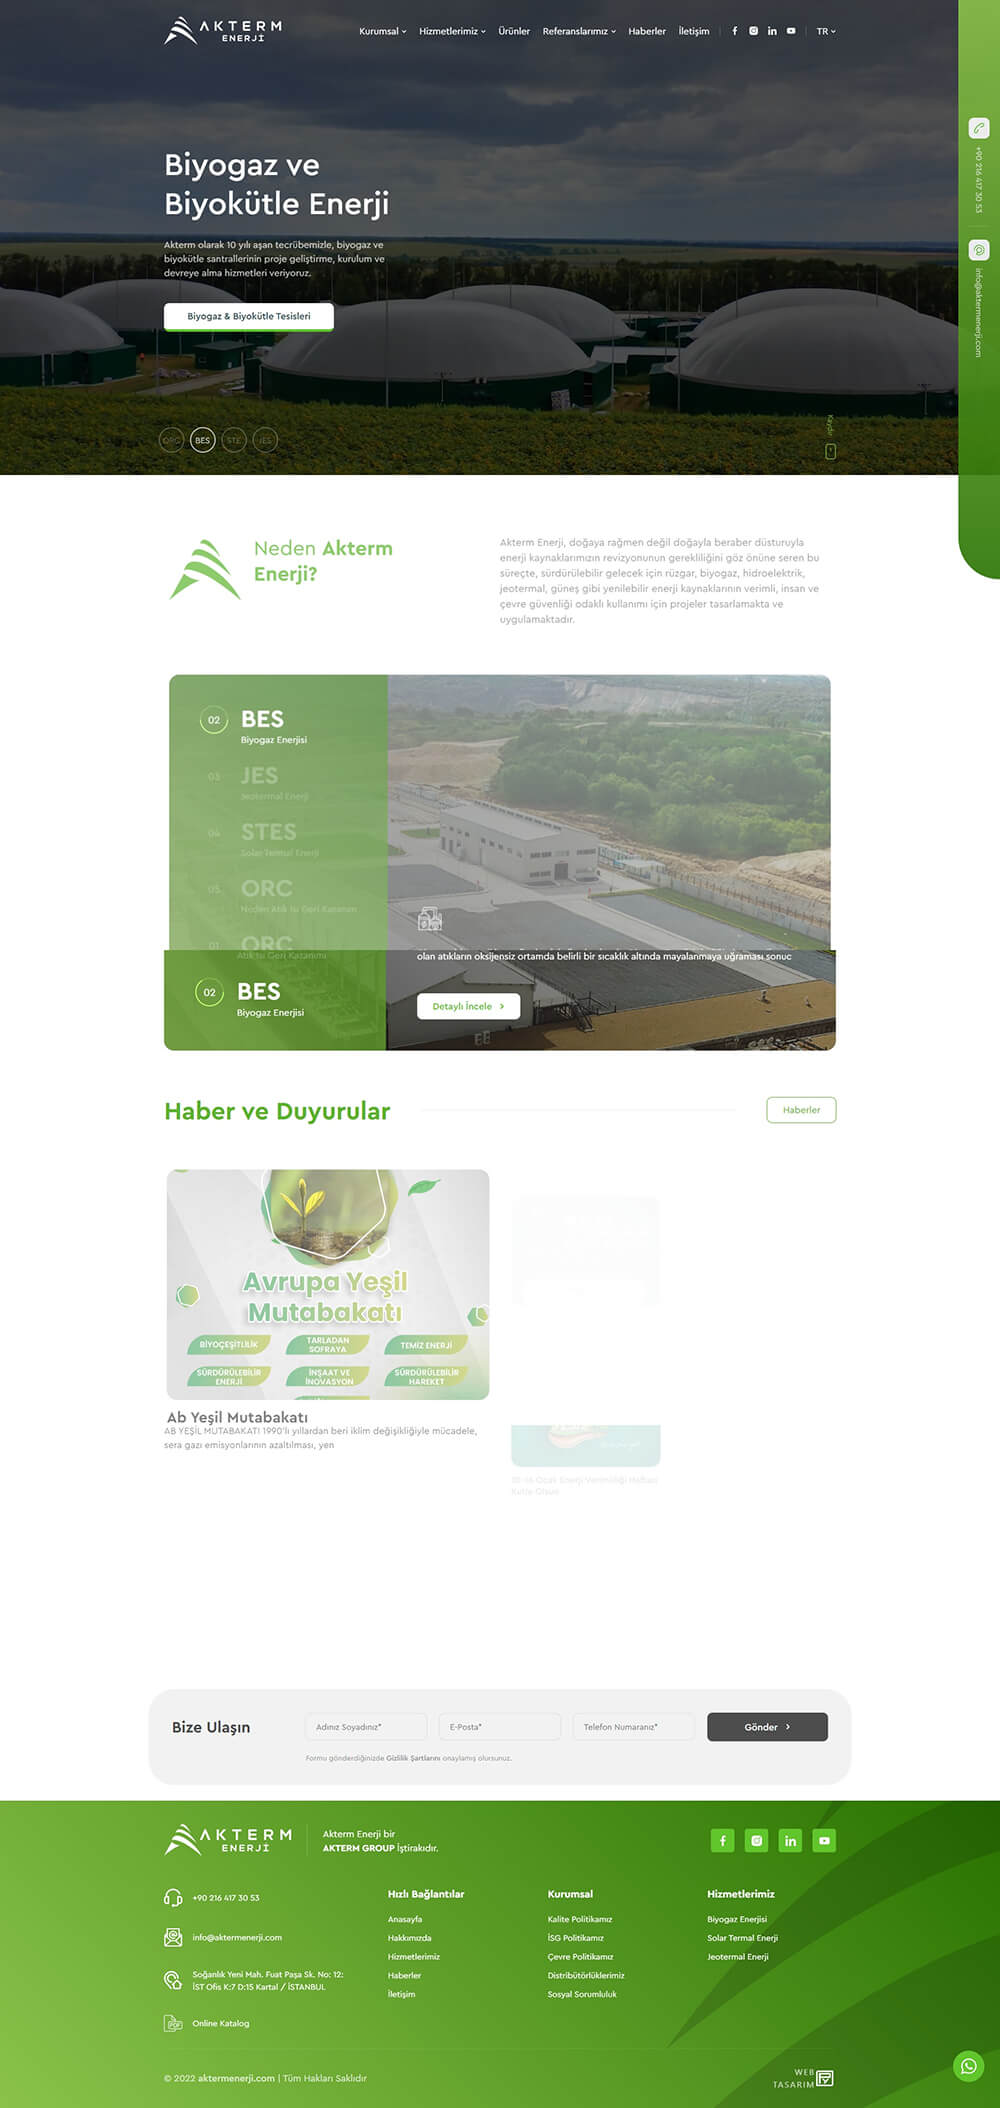 AKTERM
ENERJİ
Kurumsal
Hizmetlerimiz
Ürünler
Referanslarımız
Haberler
İletişim
TR
+90 216 417 30 53
info@aktermenerji.com
Biyogaz ve
Biyokütle Enerji
Akterm olarak 10 yılı aşan tecrübemizle, biyogaz ve
biyokütle santrallerinin proje geliştirme, kurulum ve
devreye alma hizmetleri veriyoruz.
Biyogaz & Biyokütle Tesisleri
ORC
BES
STE
JES
Kaydır
Neden Akterm
Enerji?
Akterm Enerji, doğaya rağmen değil doğayla beraber düsturuyla
enerji kaynaklarımızın revizyonunun gerekliliğini göz önüne seren bu
süreçte, sürdürülebilir gelecek için rüzgar, biyogaz, hidroelektrik,
jeotermal, güneş gibi yenilebilir enerji kaynaklarının verimli, insan ve
çevre güvenliği odaklı kullanımı için projeler tasarlamakta ve
uygulamaktadır.
02
BES
Biyogaz Enerjisi
03
JES
Jeotermal Enerji
04
STES
Solar Termal Enerji
05
ORC
Neden Atık Isı Geri Kazanım
01
ORC
Atık Isı Geri Kazanımı
02
BES
Biyogaz Enerjisi
olan atıkların oksijensiz ortamda belirli bir sıcaklık altında mayalanmaya uğraması sonuc
Detaylı İncele
Haber ve Duyurular
Haberler
Avrupa Yeşil
Mutabakatı
BİYOÇEŞİTLİLİK
TARLADAN
SOFRAYA
TEMİZ ENERJİ
SÜRDÜRÜLEBİLİR
ENERJİ
İNŞAAT VE
İNOVASYON
SÜRDÜRÜLEBİLİR
HAREKET
Ab Yeşil Mutabakatı
AB YEŞİL MUTABAKATI 1990'lı yıllardan beri iklim değişikliğiyle mücadele,
sera gazı emisyonlarının azaltılması, yen
Ocak Enerji Verimliliği Haftası
Kutlu Olsun
Bize Ulaşın
Adınız Soyadınız*
E-Posta*
Telefon Numaranız*
Gönder
Formu gönderdiğinizde Gizlilik Şartlarını onaylamış olursunuz.
AKTERM
ENERJİ
Akterm Enerji bir
AKTERM GROUP İştirakıdır.
+90 216 417 30 53
info@aktermenerji.com
Soğanlık Yeni Mah. Fuat Paşa Sk. No: 12:
İST Ofis K:7 D:15 Kartal / İSTANBUL
Online Katalog
Hızlı Bağlantılar
Anasayfa
Hakkımızda
Hizmetlerimiz
Haberler
İletişim
Kurumsal
Kalite Politikamız
İSG Politikamız
Çevre Politikamız
Distribütörlüklerimiz
Sosyal Sorumluluk
Hizmetlerimiz
Biyogaz Enerjisi
Solar Termal Enerji
Jeotermal Enerji
© 2022 aktermenerji.com | Tüm Hakları Saklıdır
WEB
TASARIM